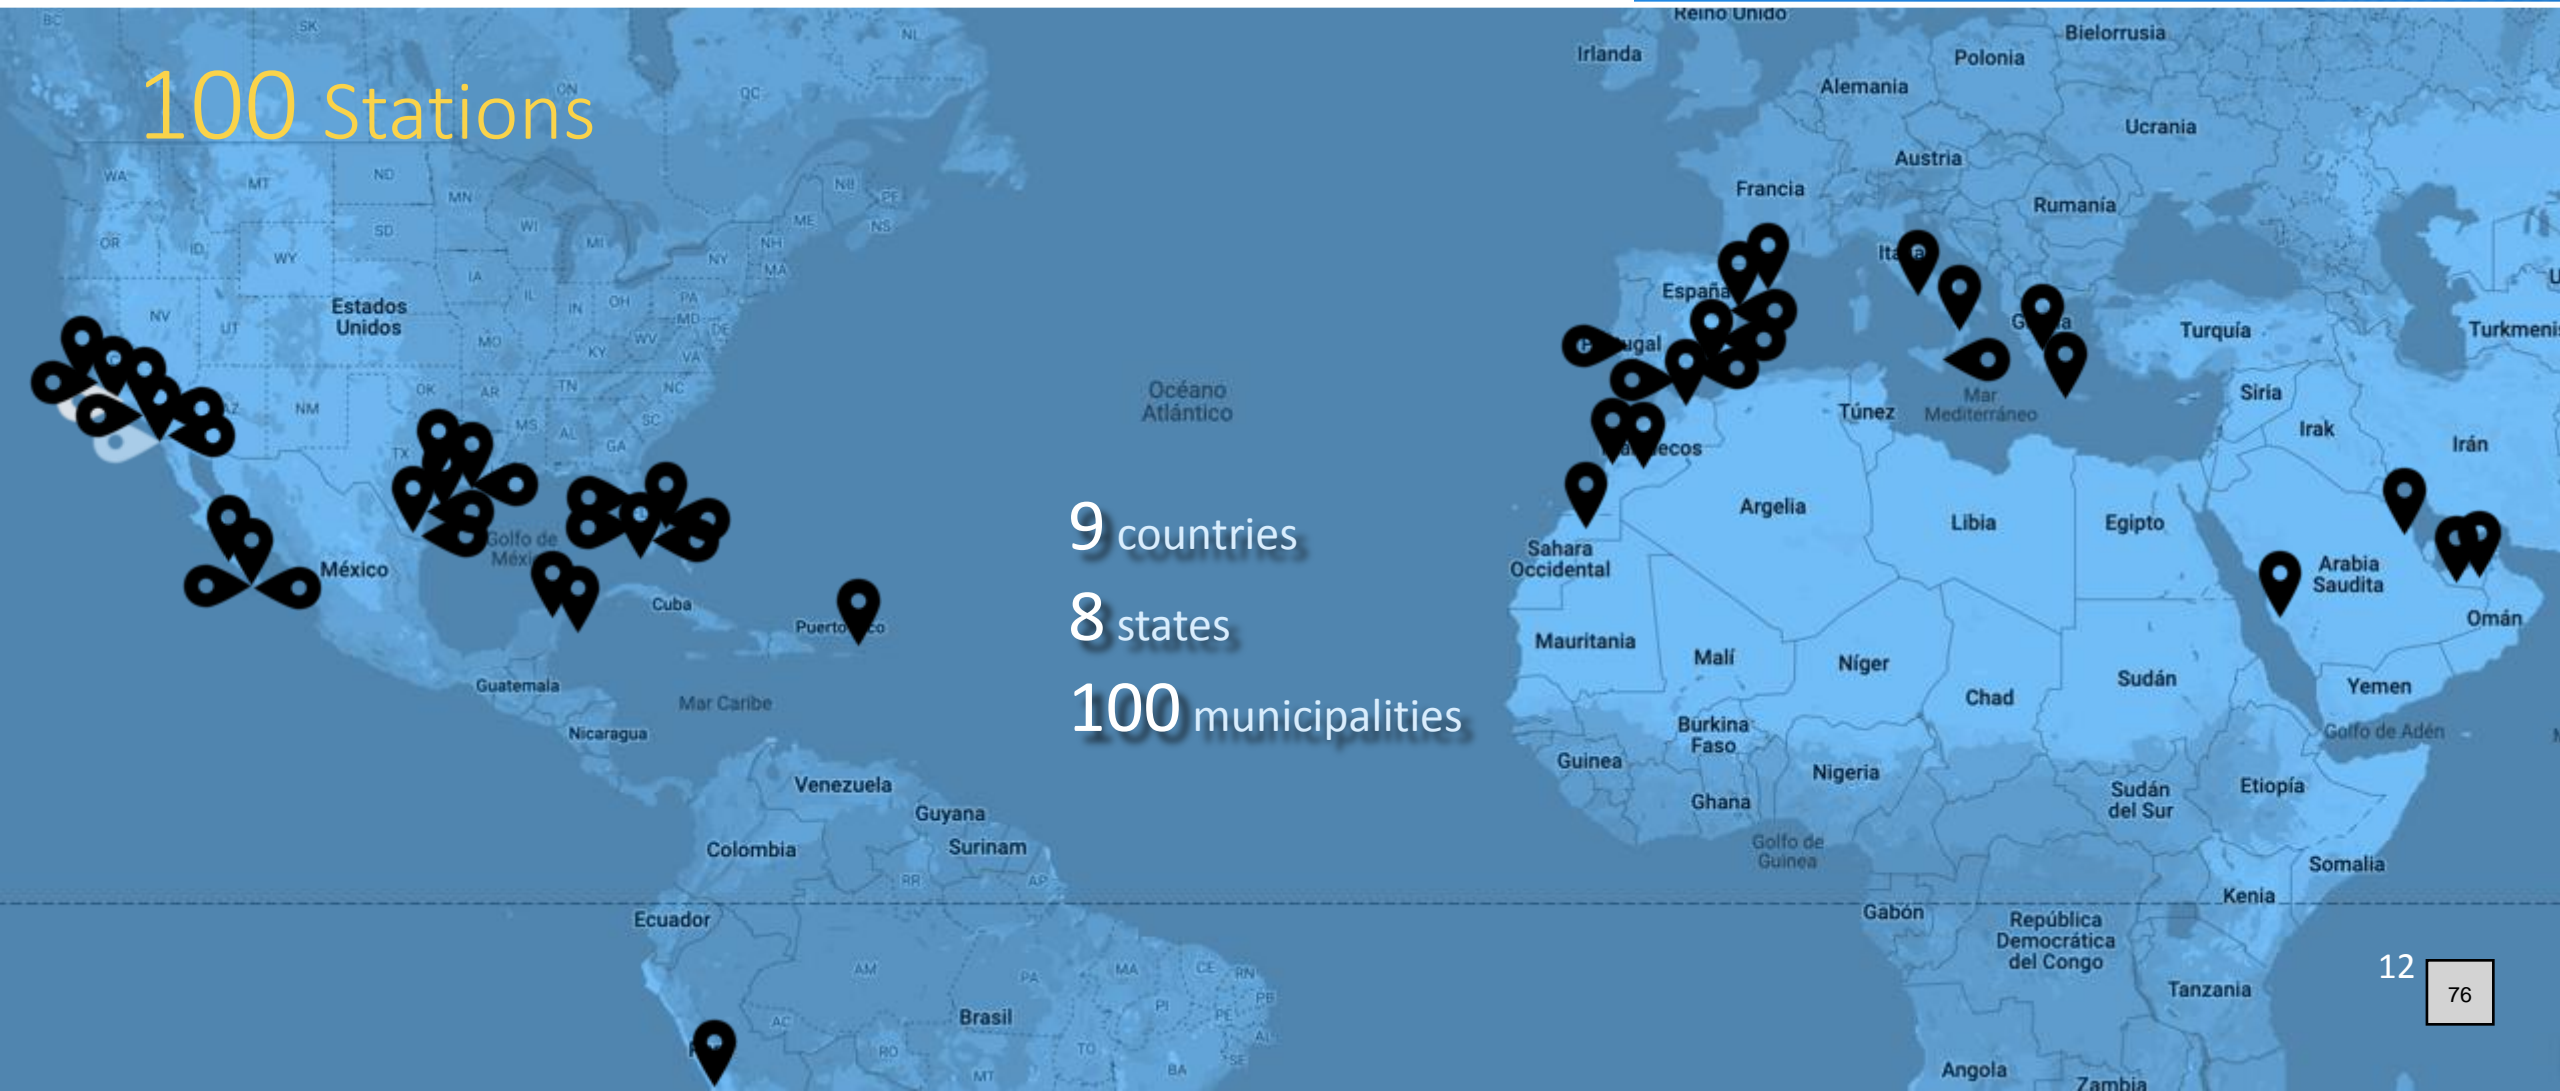 100 Stations
9 countries
8 states
100 municipalities
BC
SK
ON
QC
NL
WA
MT
ND
MN
OR
ID
WY
SD
WI
MI
NB
PE
NS
ME
NH
MA
NY
IA
NV
UT
Estados
Unidos
IL
IN
OH
PA
MD
DE
MO
KY
WV
VA
OK
AR
TN
NC
NM
MS
AL
GA
SC
TX
México
Cuba
Guatemala
Nicaragua
Mar Caribe
Océano
Atlántico
Venezuela
Guyana
Surinam
Colombia
RR
AP
Ecuador
AM
PA
MA
CE
RN
PB
PI
PE
AL
SE
Brasil
AC
RO
TO
MT
BA
Reino Unido
Irlanda
Bielorrusia
Polonia
Alemania
Ucrania
Austria
Francia
Rumanía
España
Turquía
Turkmenis
Mar
Mediterráneo
Túnez
Siria
Irak
Irán
Argelia
Libia
Egipto
Sahara
Occidental
Arabia
Saudita
Omán
Mauritania
Malí
Níger
Chad
Sudán
Yemen
Golfo de Adén
Burkina
Faso
Guinea
Ghana
Nigeria
Golfo de
Guinea
Sudán
del Sur
Etiopía
Somalia
Kenia
Gabón
República
Democrática
del Congo
Tanzania
Angola
Zambia
12
76